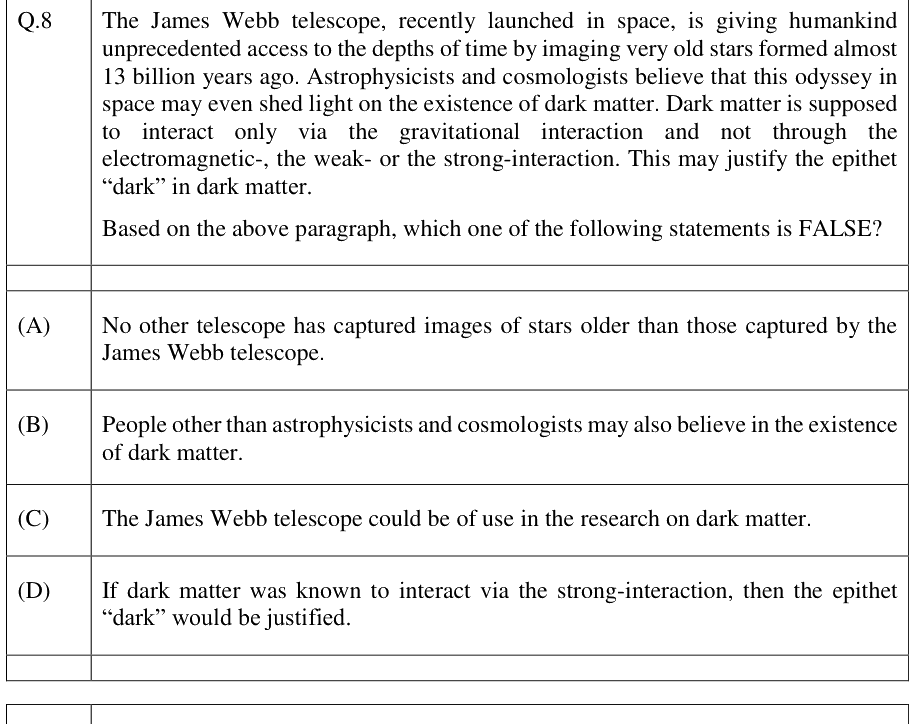 Q.8 The James Webb telescope, recently launched in space, is giving humankind
unprecedented access to the depths of time by imaging very old stars formed almost
13 billion years ago. Astrophysicists and cosmologists believe that this odyssey in
space may even shed light on the existence of dark matter. Dark matter is supposed
to interact only via the gravitational interaction and not through the
electromagnetic-, the weak- or the strong-interaction. This may justify the epithet
“dark” in dark matter.
Based on the above paragraph, which one of the following statements is FALSE?
(A) No other telescope has captured images of stars older than those captured by the
James Webb telescope.
(B) People other than astrophysicists and cosmologists may also believe in the existence
of dark matter.
(C) The James Webb telescope could be of use in the research on dark matter.
(D) If dark matter was known to interact via the strong-interaction, then the epithet
“dark” would be justified.